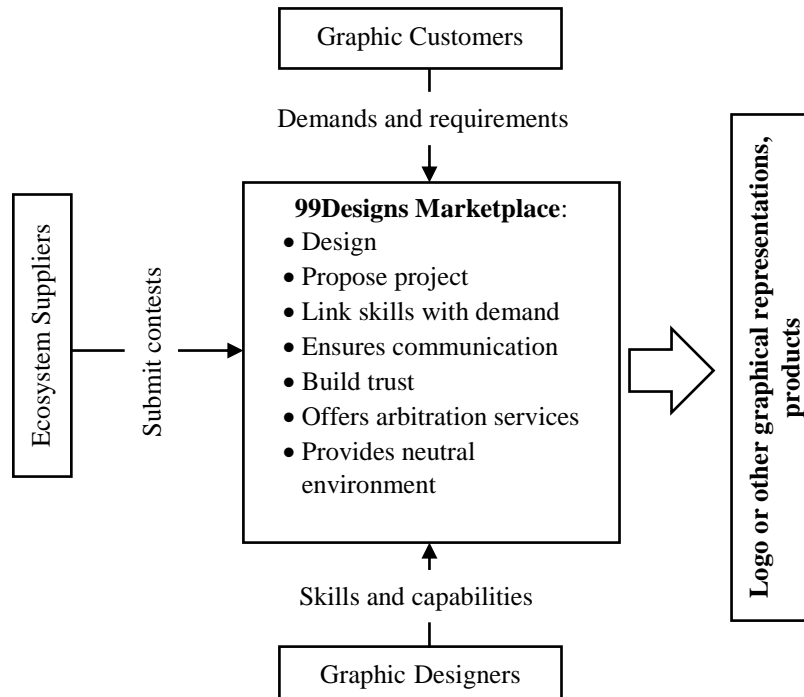 Graphic Customers
Demands and requirements
Ecosystem Suppliers
Submit contests
99Designs Marketplace:
• Design
• Propose project
• Link skills with demand
• Ensures communication
• Build trust
• Offers arbitration services
• Provides neutral
environment
Logo or other graphical representations,
products
Skills and capabilities
Graphic Designers